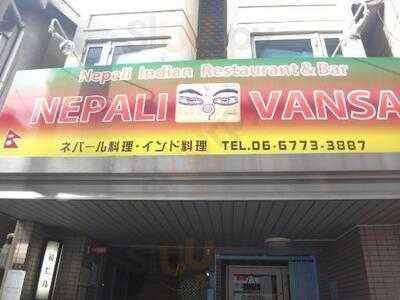 Nepali Indian Restaurant & Bar
NEPALI VANSA
ネパール料理・インド料理 TEL.06-6773-3887